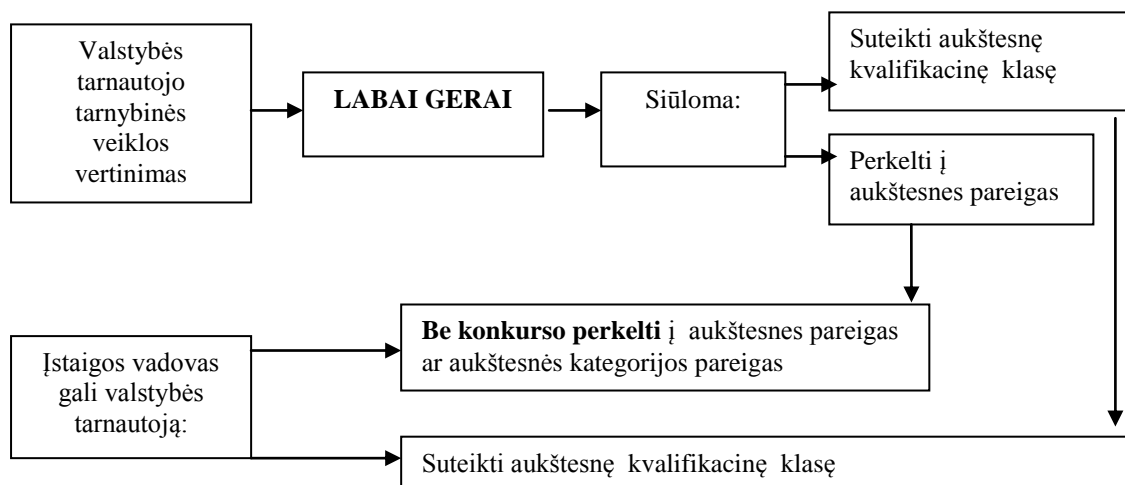 Valstybės
tarnautojo
tarnybinės
veiklos
vertinimas
LABAI GERAI
Siūloma:
Suteikti aukštesnę
kvalifikacinę klasę
Perkelti į
aukštesnes pareigas
Be konkurso perkelti į aukštesnes pareigas
ar aukštesnės kategorijos pareigas
Įstaigos vadovas
gali valstybės
tarnautoją:
Suteikti aukštesnę kvalifikacinę klasę